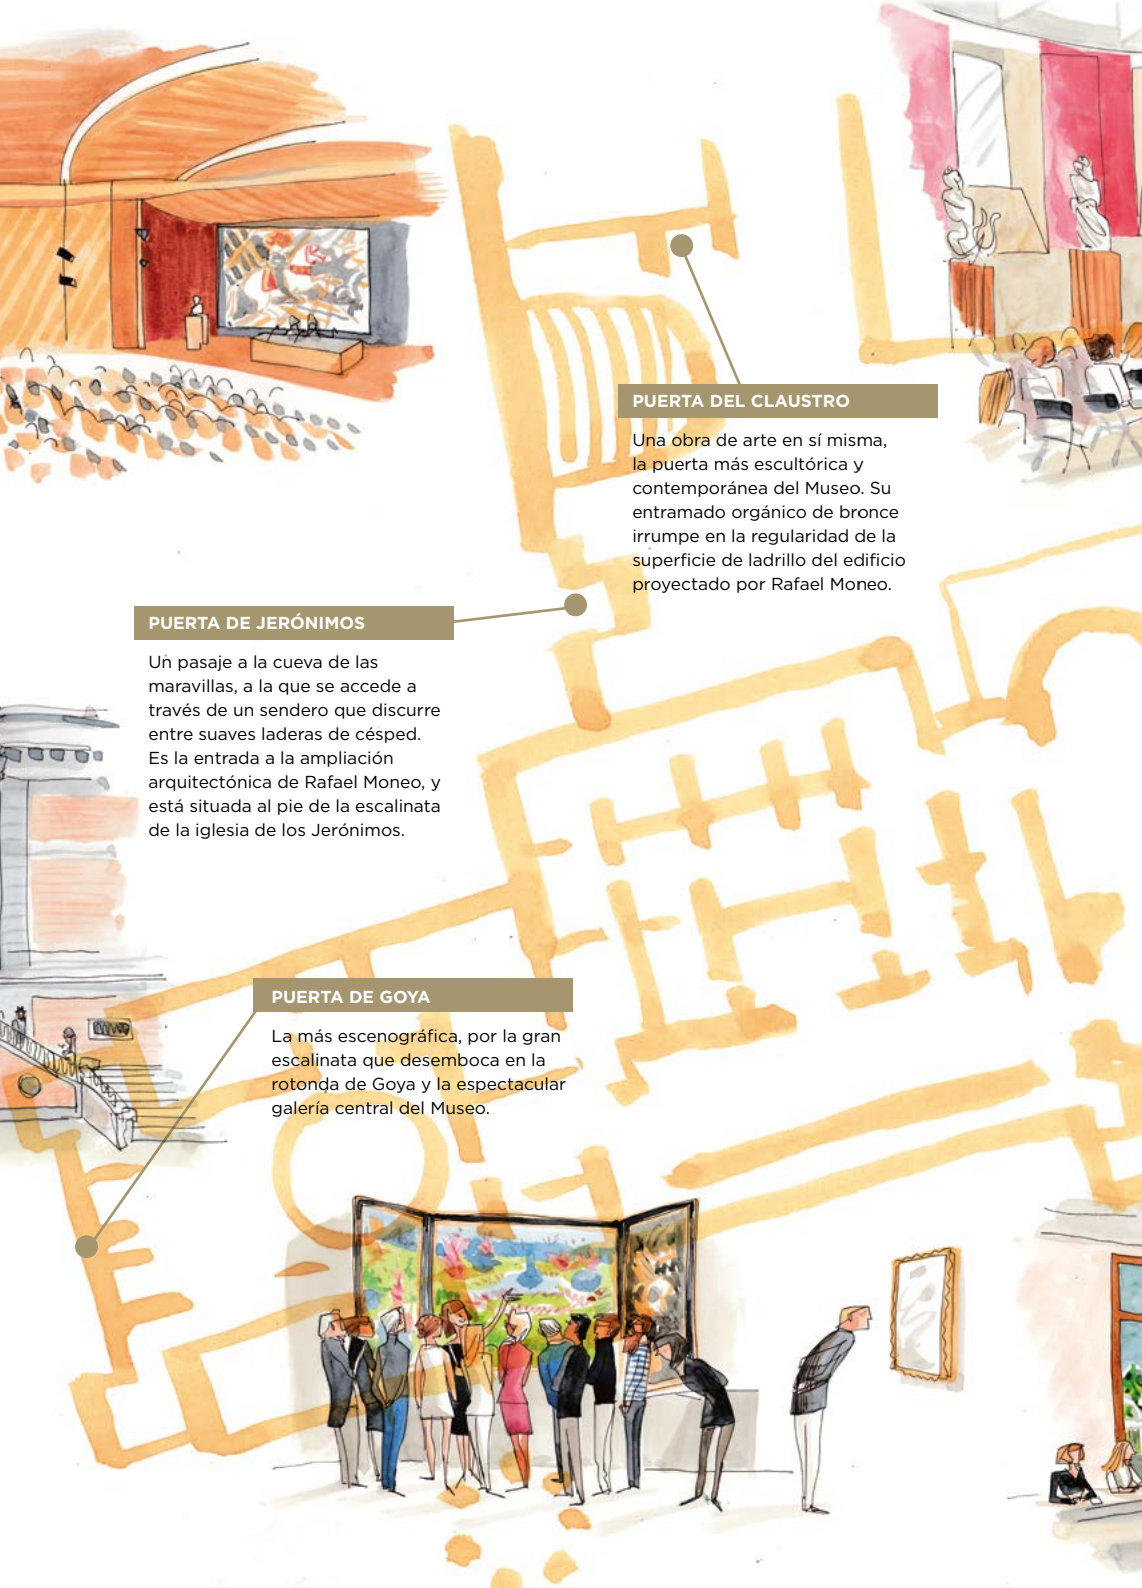 PUERTA DEL CLAUSTRO
Una obra de arte en sí misma,
la puerta más escultórica y
contemporánea del Museo. Su
entramado orgánico de bronce
irrumpe en la regularidad de la
superficie de ladrillo del edificio
proyectado por Rafael Moneo.
PUERTA DE JERÓNIMOS
Un pasaje a la cueva de las
maravillas, a la que se accede a
través de un sendero que discurre
entre suaves laderas de césped.
Es la entrada a la ampliación
arquitectónica de Rafael Moneo, y
está situada al pie de la escalinata
de la iglesia de los Jerónimos.
PUERTA DE GOYA
La más escenográfica, por la gran
escalinata que desemboca en la
rotonda de Goya y la espectacular
galería central del Museo.